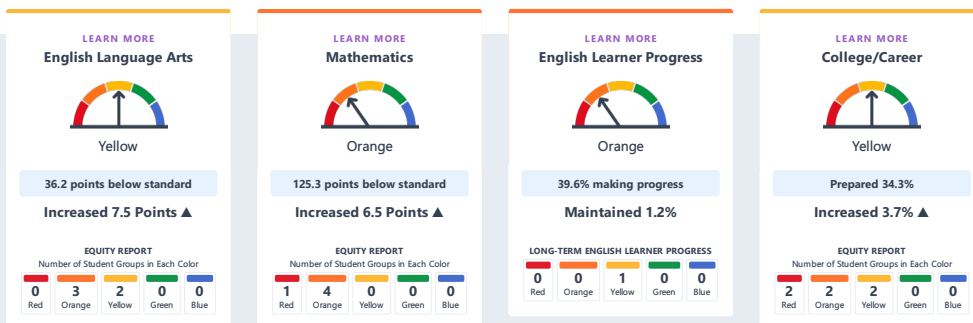 LEARN MORE
English Language Arts
Yellow
36.2 points below standard
Increased 7.5 Points ▲
EQUITY REPORT
Number of Student Groups in Each Color
0 3 2 0 0
Red Orange Yellow Green Blue
LEARN MORE
Mathematics
Orange
125.3 points below standard
Increased 6.5 Points ▲
EQUITY REPORT
Number of Student Groups in Each Color
1 4 0 0 0
Red Orange Yellow Green Blue
LEARN MORE
English Learner Progress
Orange
39.6% making progress
Maintained 1.2%
LONG-TERM ENGLISH LEARNER PROGRESS
0 0 1 0 0
Red Orange Yellow Green Blue
LEARN MORE
College/Career
Yellow
Prepared 34.3%
Increased 3.7% ▲
EQUITY REPORT
Number of Student Groups in Each Color
2 2 2 0 0
Red Orange Yellow Green Blue